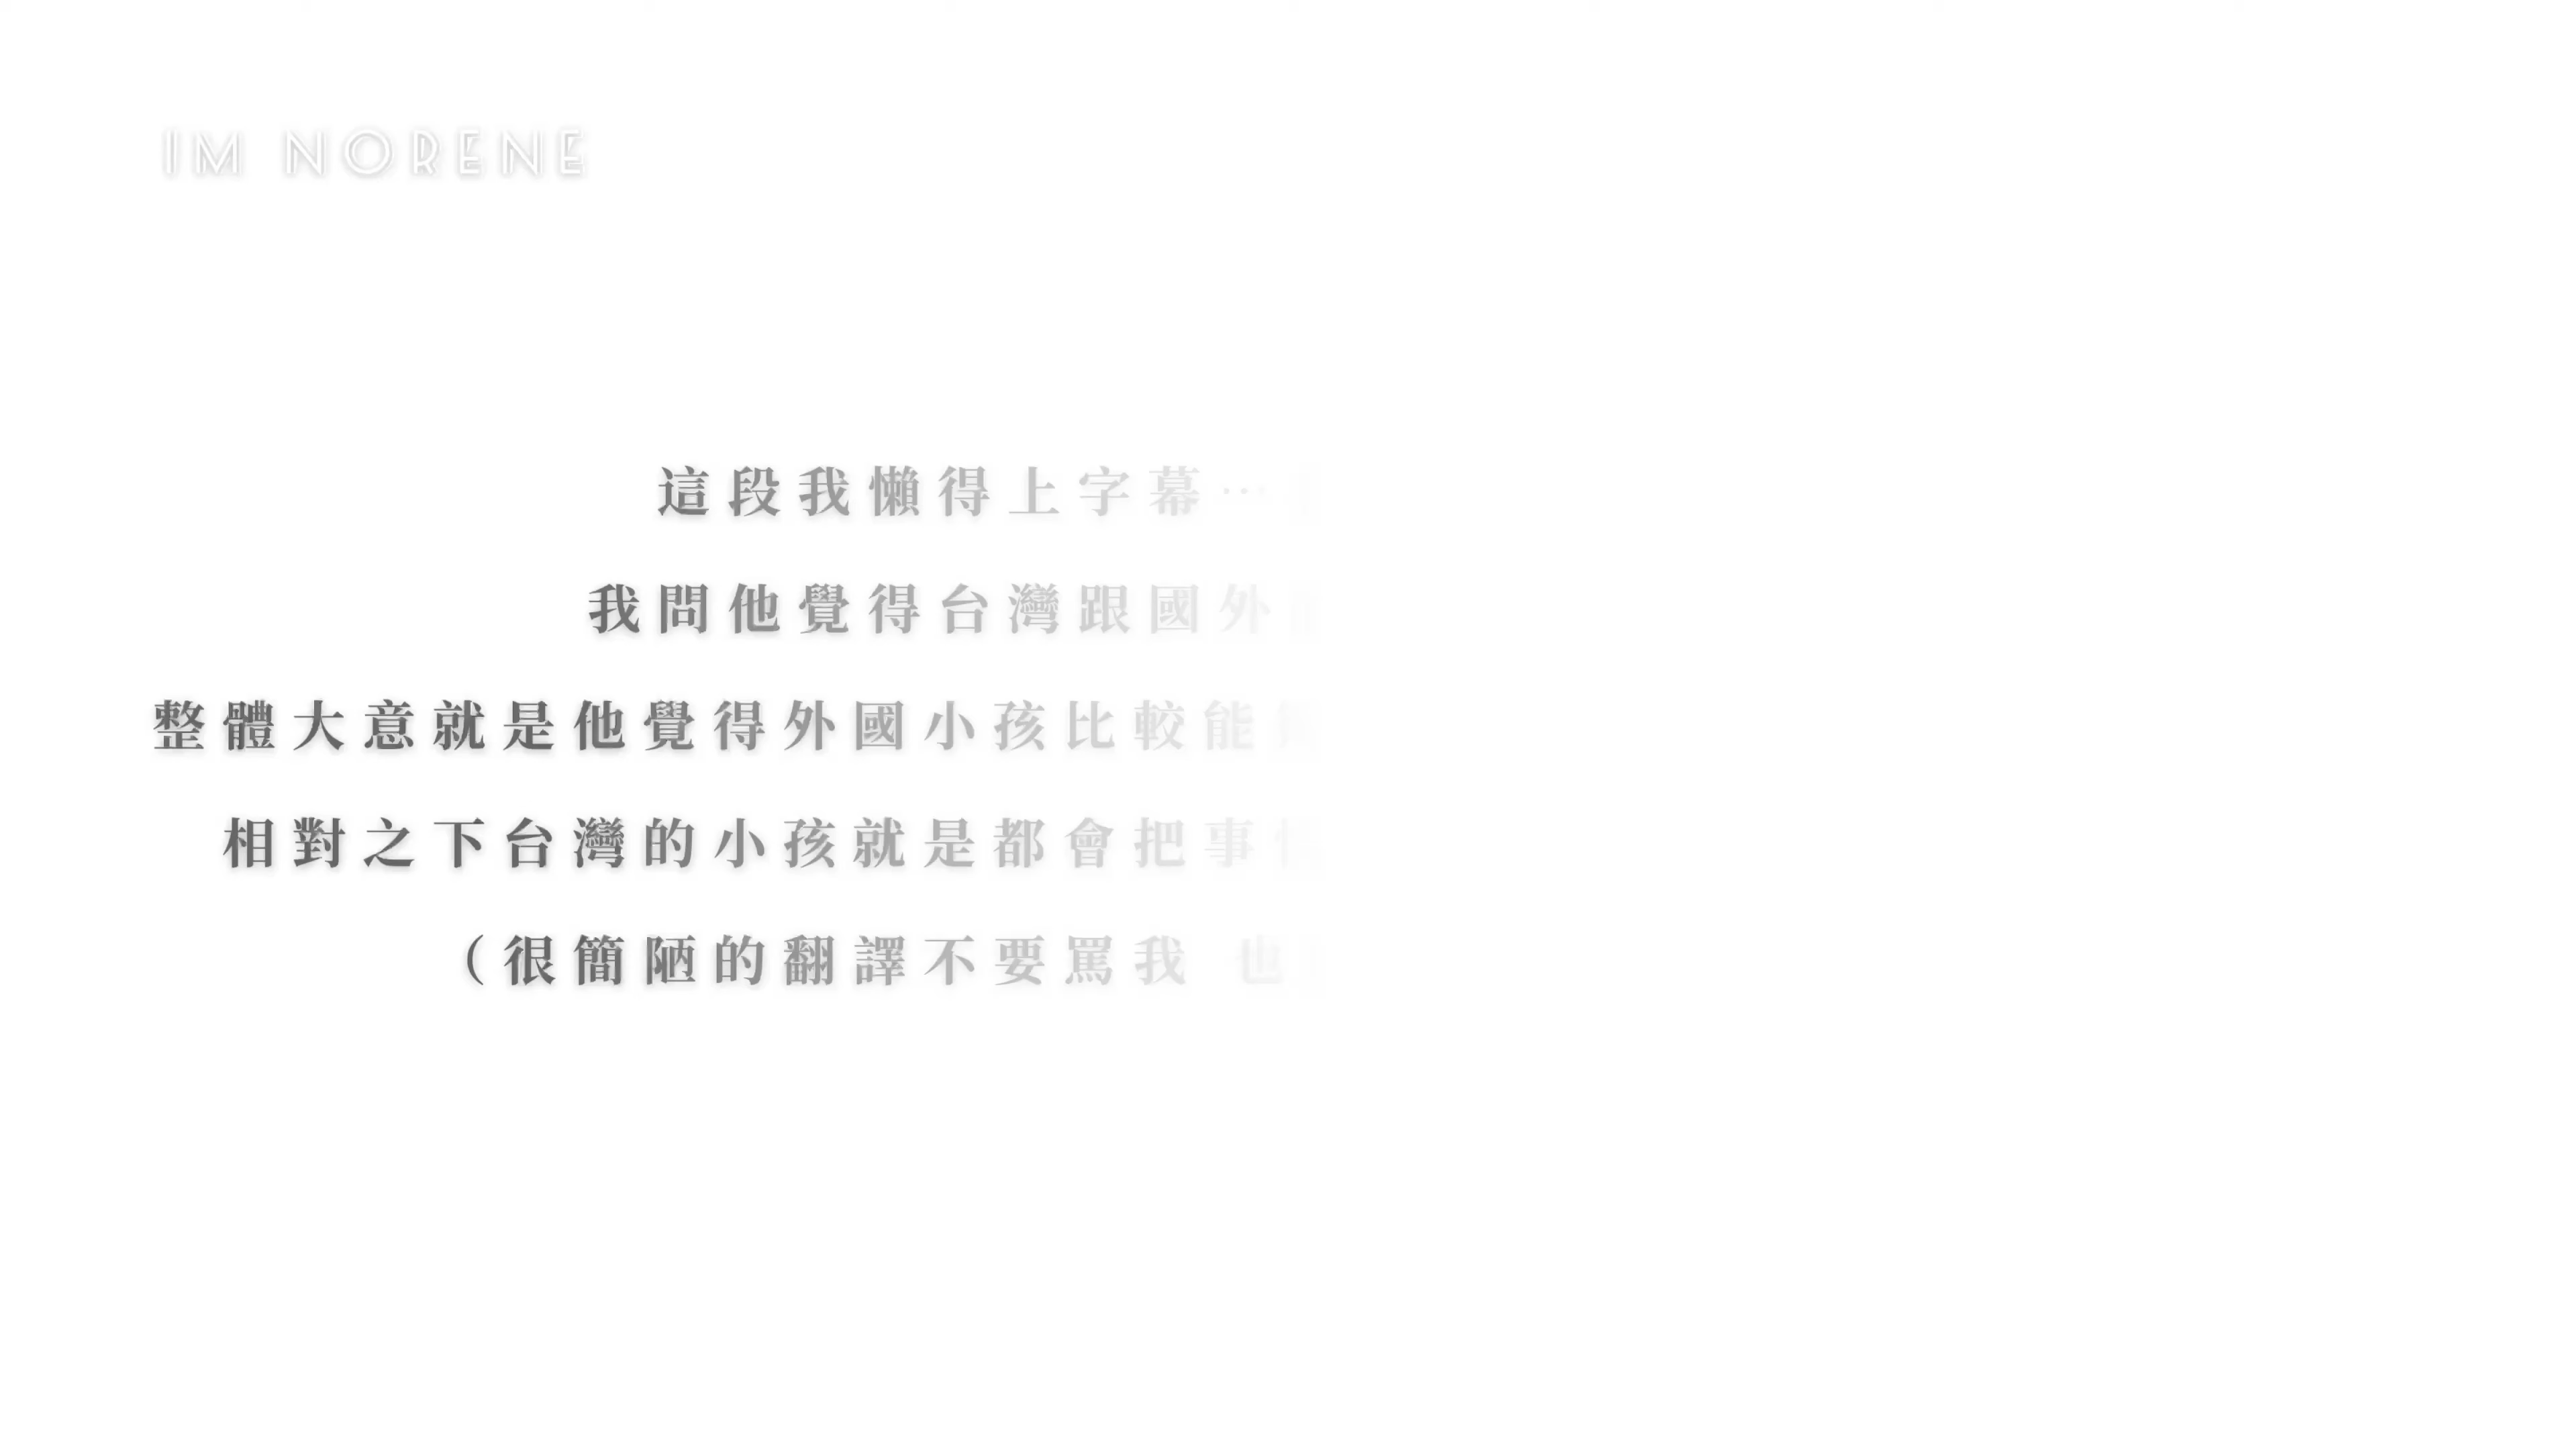 IM NORENE
這段我懶得上字幕…
我問他覺得台灣跟國外
整體大意就是他覺得外國小孩比較能
相對之下台灣的小孩就是都會把事
（很簡陋的翻譯不要罵我 也